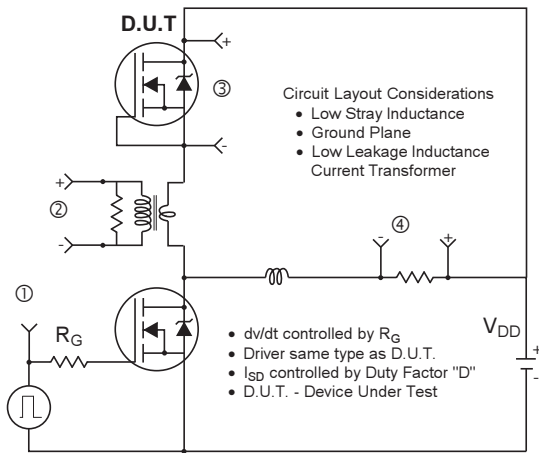 D.U.T
+
③
-
Circuit Layout Considerations
• Low Stray Inductance
• Ground Plane
• Low Leakage Inductance
Current Transformer
+
②
-
-
④
+
①
R_G
• dv/dt controlled by R_G
• Driver same type as D.U.T.
• I_SD controlled by Duty Factor "D"
• D.U.T. - Device Under Test
V_DD
+
-